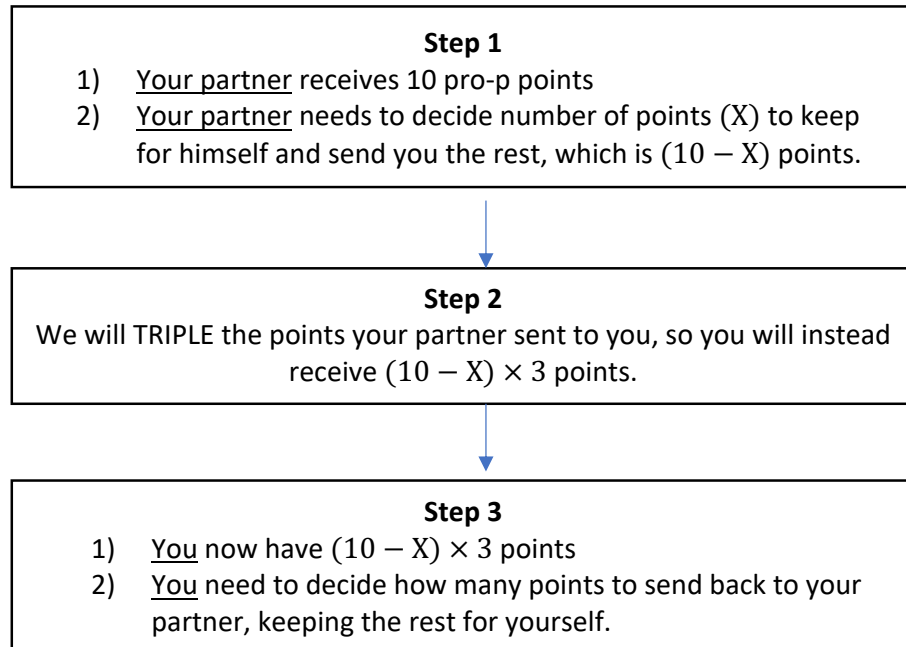 Step 1
1) Your partner receives 10 pro-p points
2) Your partner needs to decide number of points (X) to keep
for himself and send you the rest, which is (10 − X) points.
Step 2
We will TRIPLE the points your partner sent to you, so you will instead
receive (10 − X) × 3 points.
Step 3
1) You now have (10 − X) × 3 points
2) You need to decide how many points to send back to your
partner, keeping the rest for yourself.